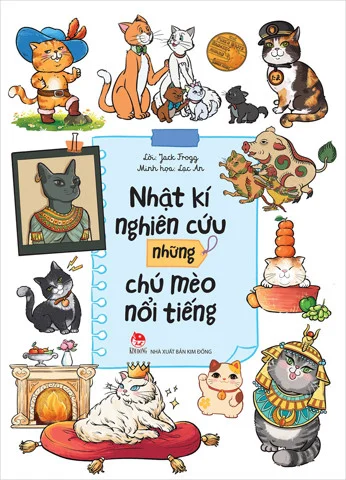 Lời: Jack Frogg
Minh họa: Lạc An
Nhật kí
nghiên cứu
những
chú mèo
nổi tiếng
KIM ĐỒNG
NHÀ XUẤT BẢN KIM ĐỒNG